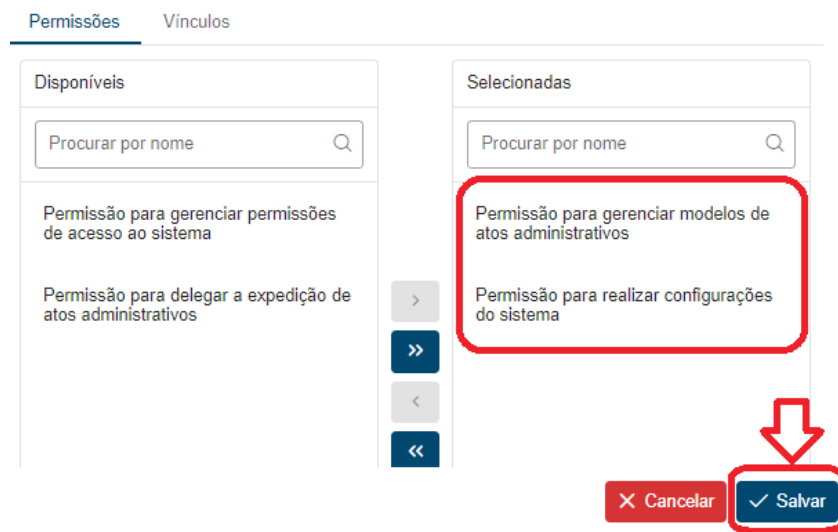 Permissões
Vínculos
Disponíveis
Procurar por nome
Permissão para gerenciar permissões
de acesso ao sistema
Permissão para delegar a expedição de
atos administrativos
Selecionadas
Procurar por nome
Permissão para gerenciar modelos de
atos administrativos
Permissão para realizar configurações
do sistema
Cancelar
Salvar